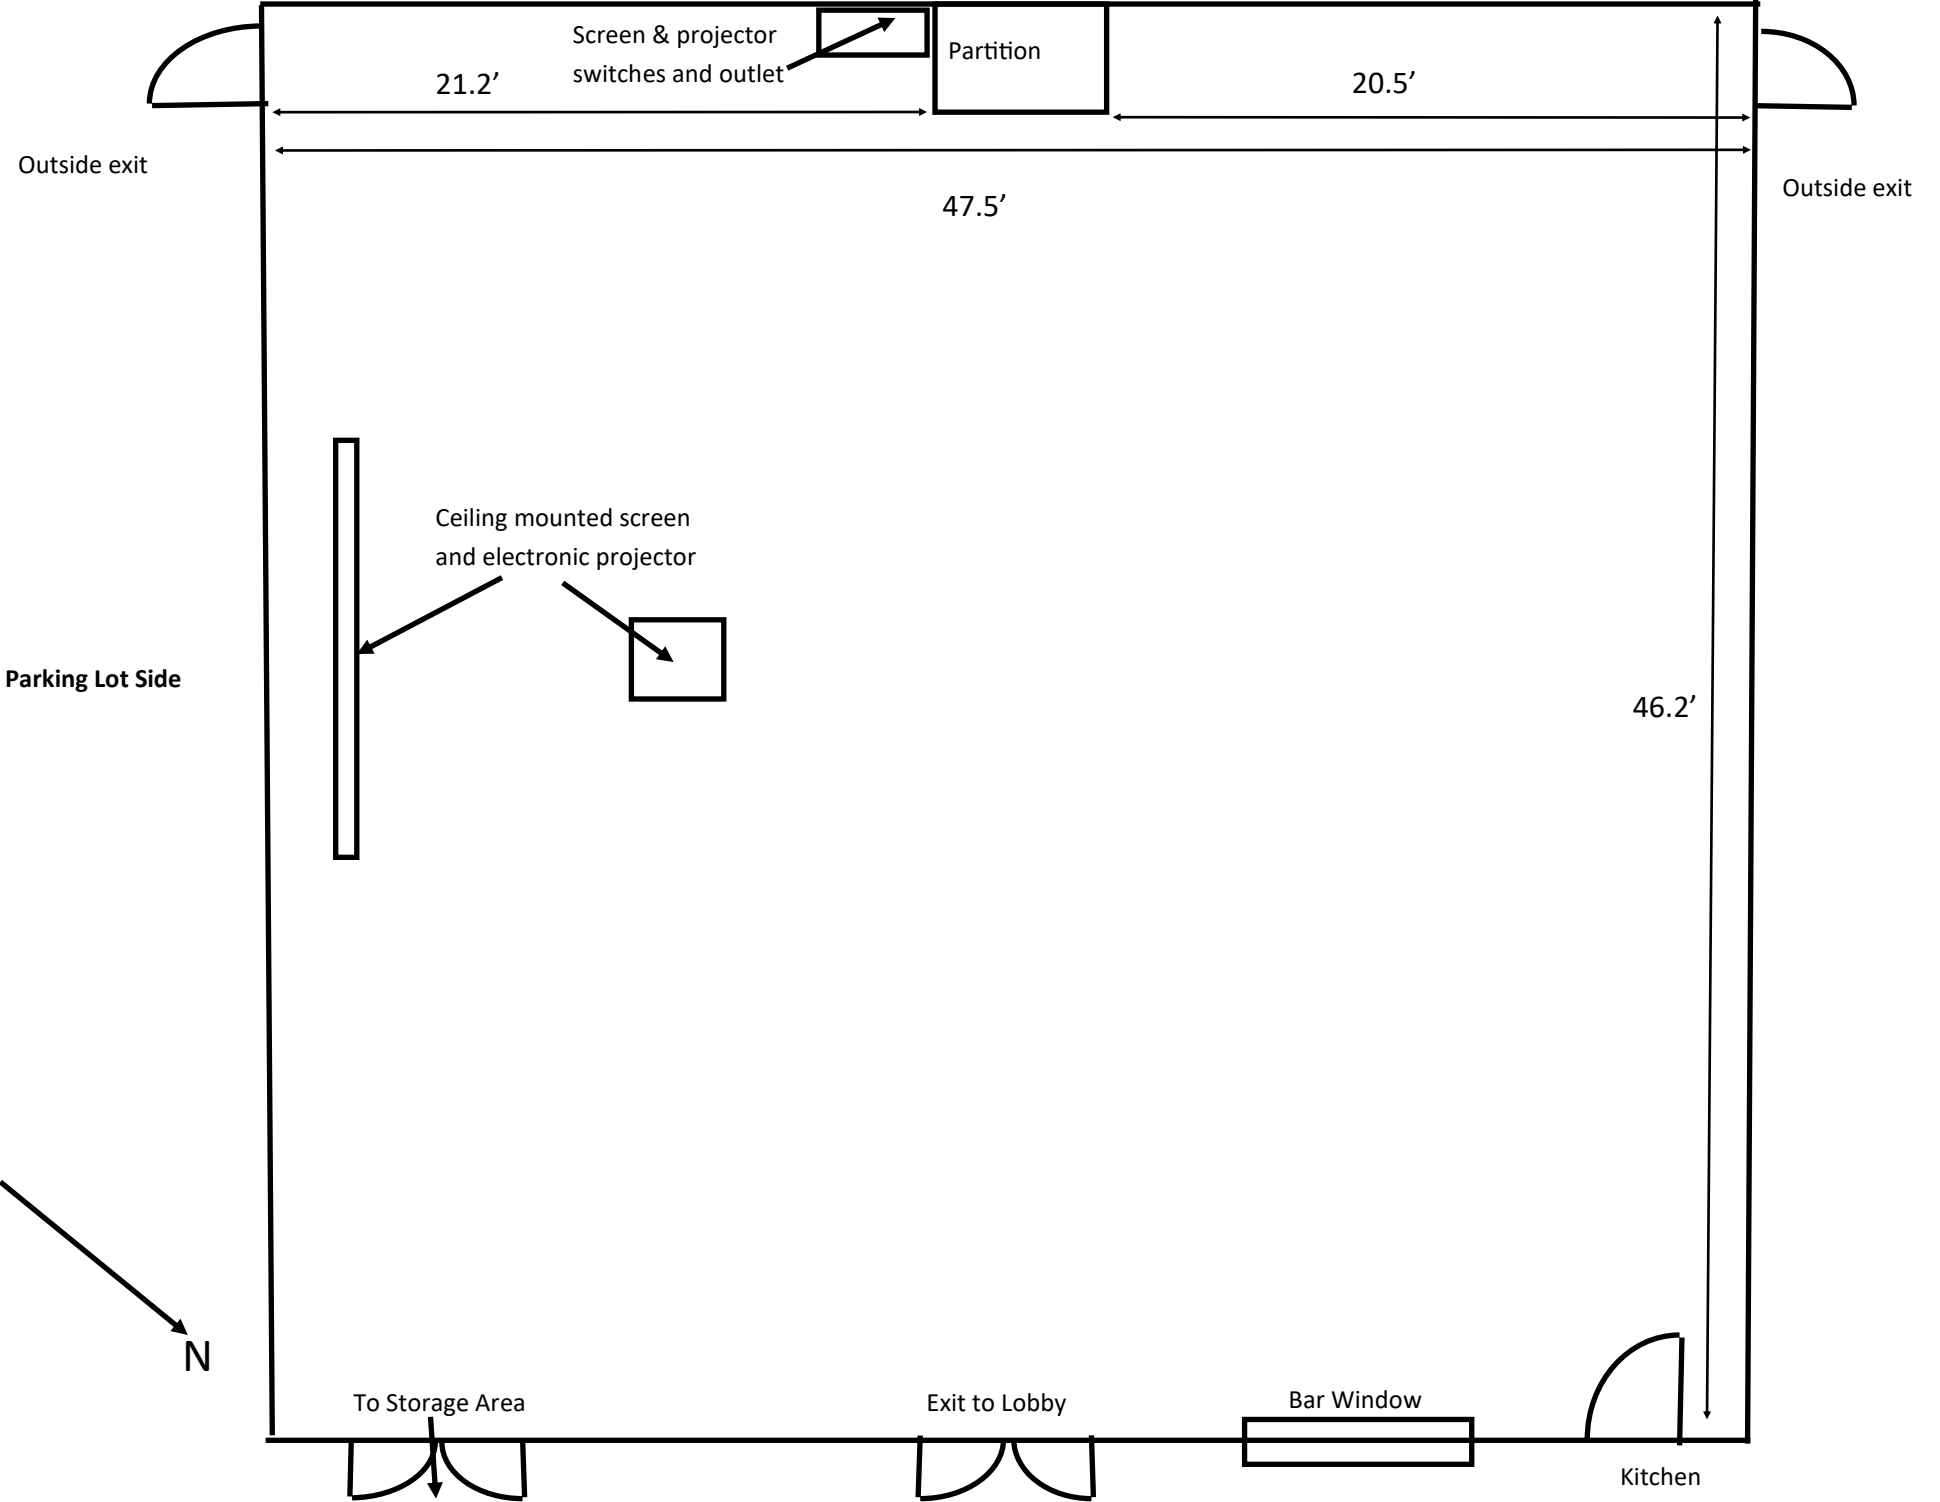 Screen & projector
switches and outlet
Partition
21.2’
20.5’
Outside exit
Outside exit
47.5’
Ceiling mounted screen
and electronic projector
Parking Lot Side
46.2’
N
To Storage Area
Exit to Lobby
Bar Window
Kitchen